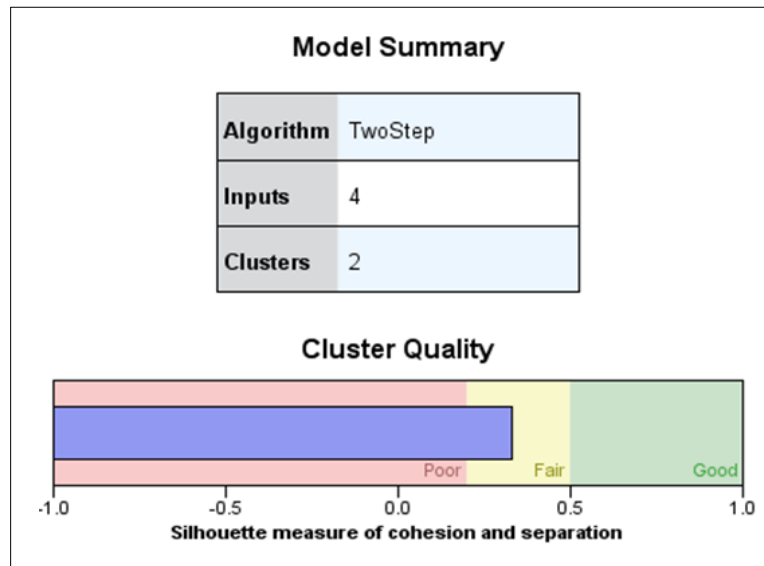 Model Summary
Algorithm TwoStep
Inputs 4
Clusters 2
Cluster Quality
Poor Fair Good
-1.0 -0.5 0.0 0.5 1.0
Silhouette measure of cohesion and separation